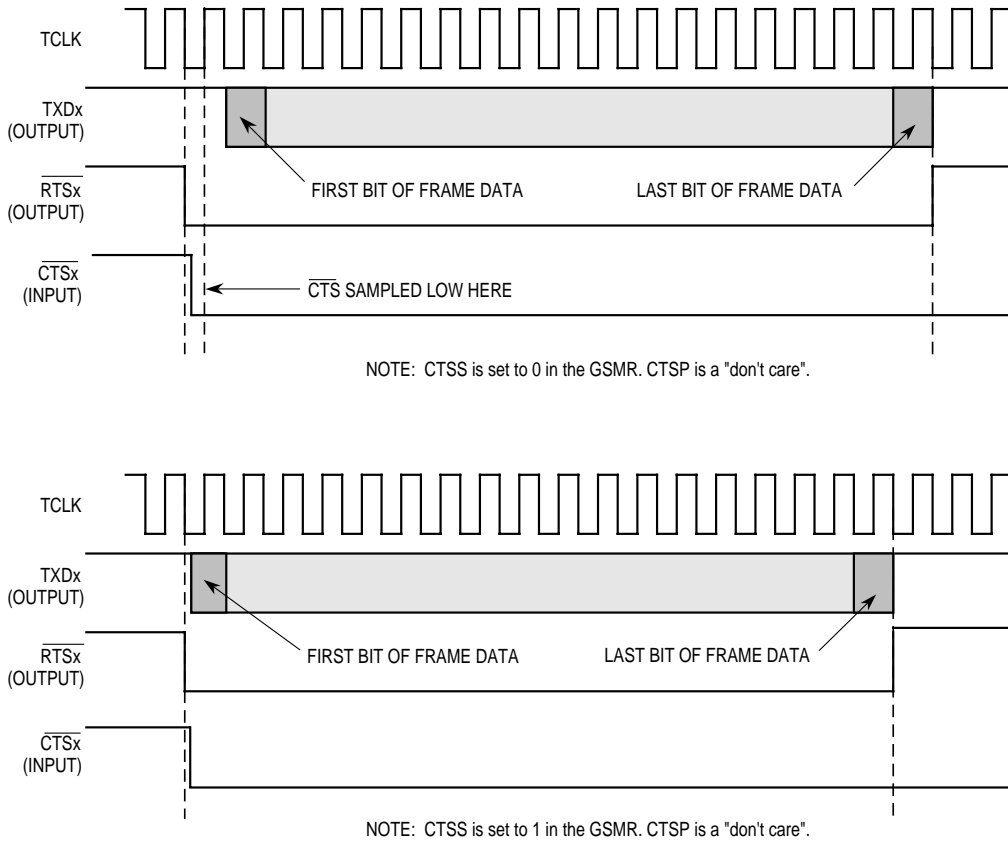 TCLK
TXDx
(OUTPUT)
RTSx
(OUTPUT)
FIRST BIT OF FRAME DATA
LAST BIT OF FRAME DATA
CTSx
(INPUT)
CTS SAMPLED LOW HERE
NOTE: CTSS is set to 0 in the GSMR. CTSP is a "don't care".
TCLK
TXDx
(OUTPUT)
RTSx
(OUTPUT)
FIRST BIT OF FRAME DATA
LAST BIT OF FRAME DATA
CTSx
(INPUT)
NOTE: CTSS is set to 1 in the GSMR. CTSP is a "don't care".